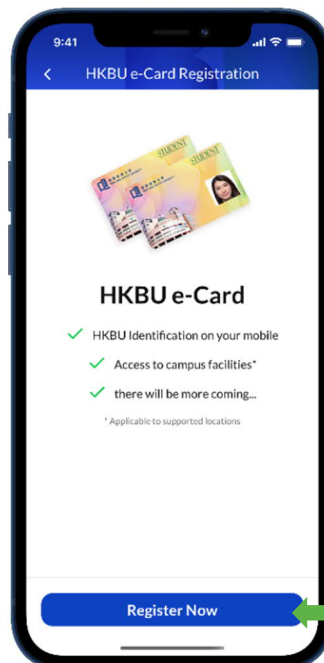 9:41
HKBU e-Card Registration
STUDENT
STUDENT
HKBU e-Card
HKBU Identification on your mobile
Access to campus facilities*
there will be more coming...
* Applicable to supported locations
Register Now